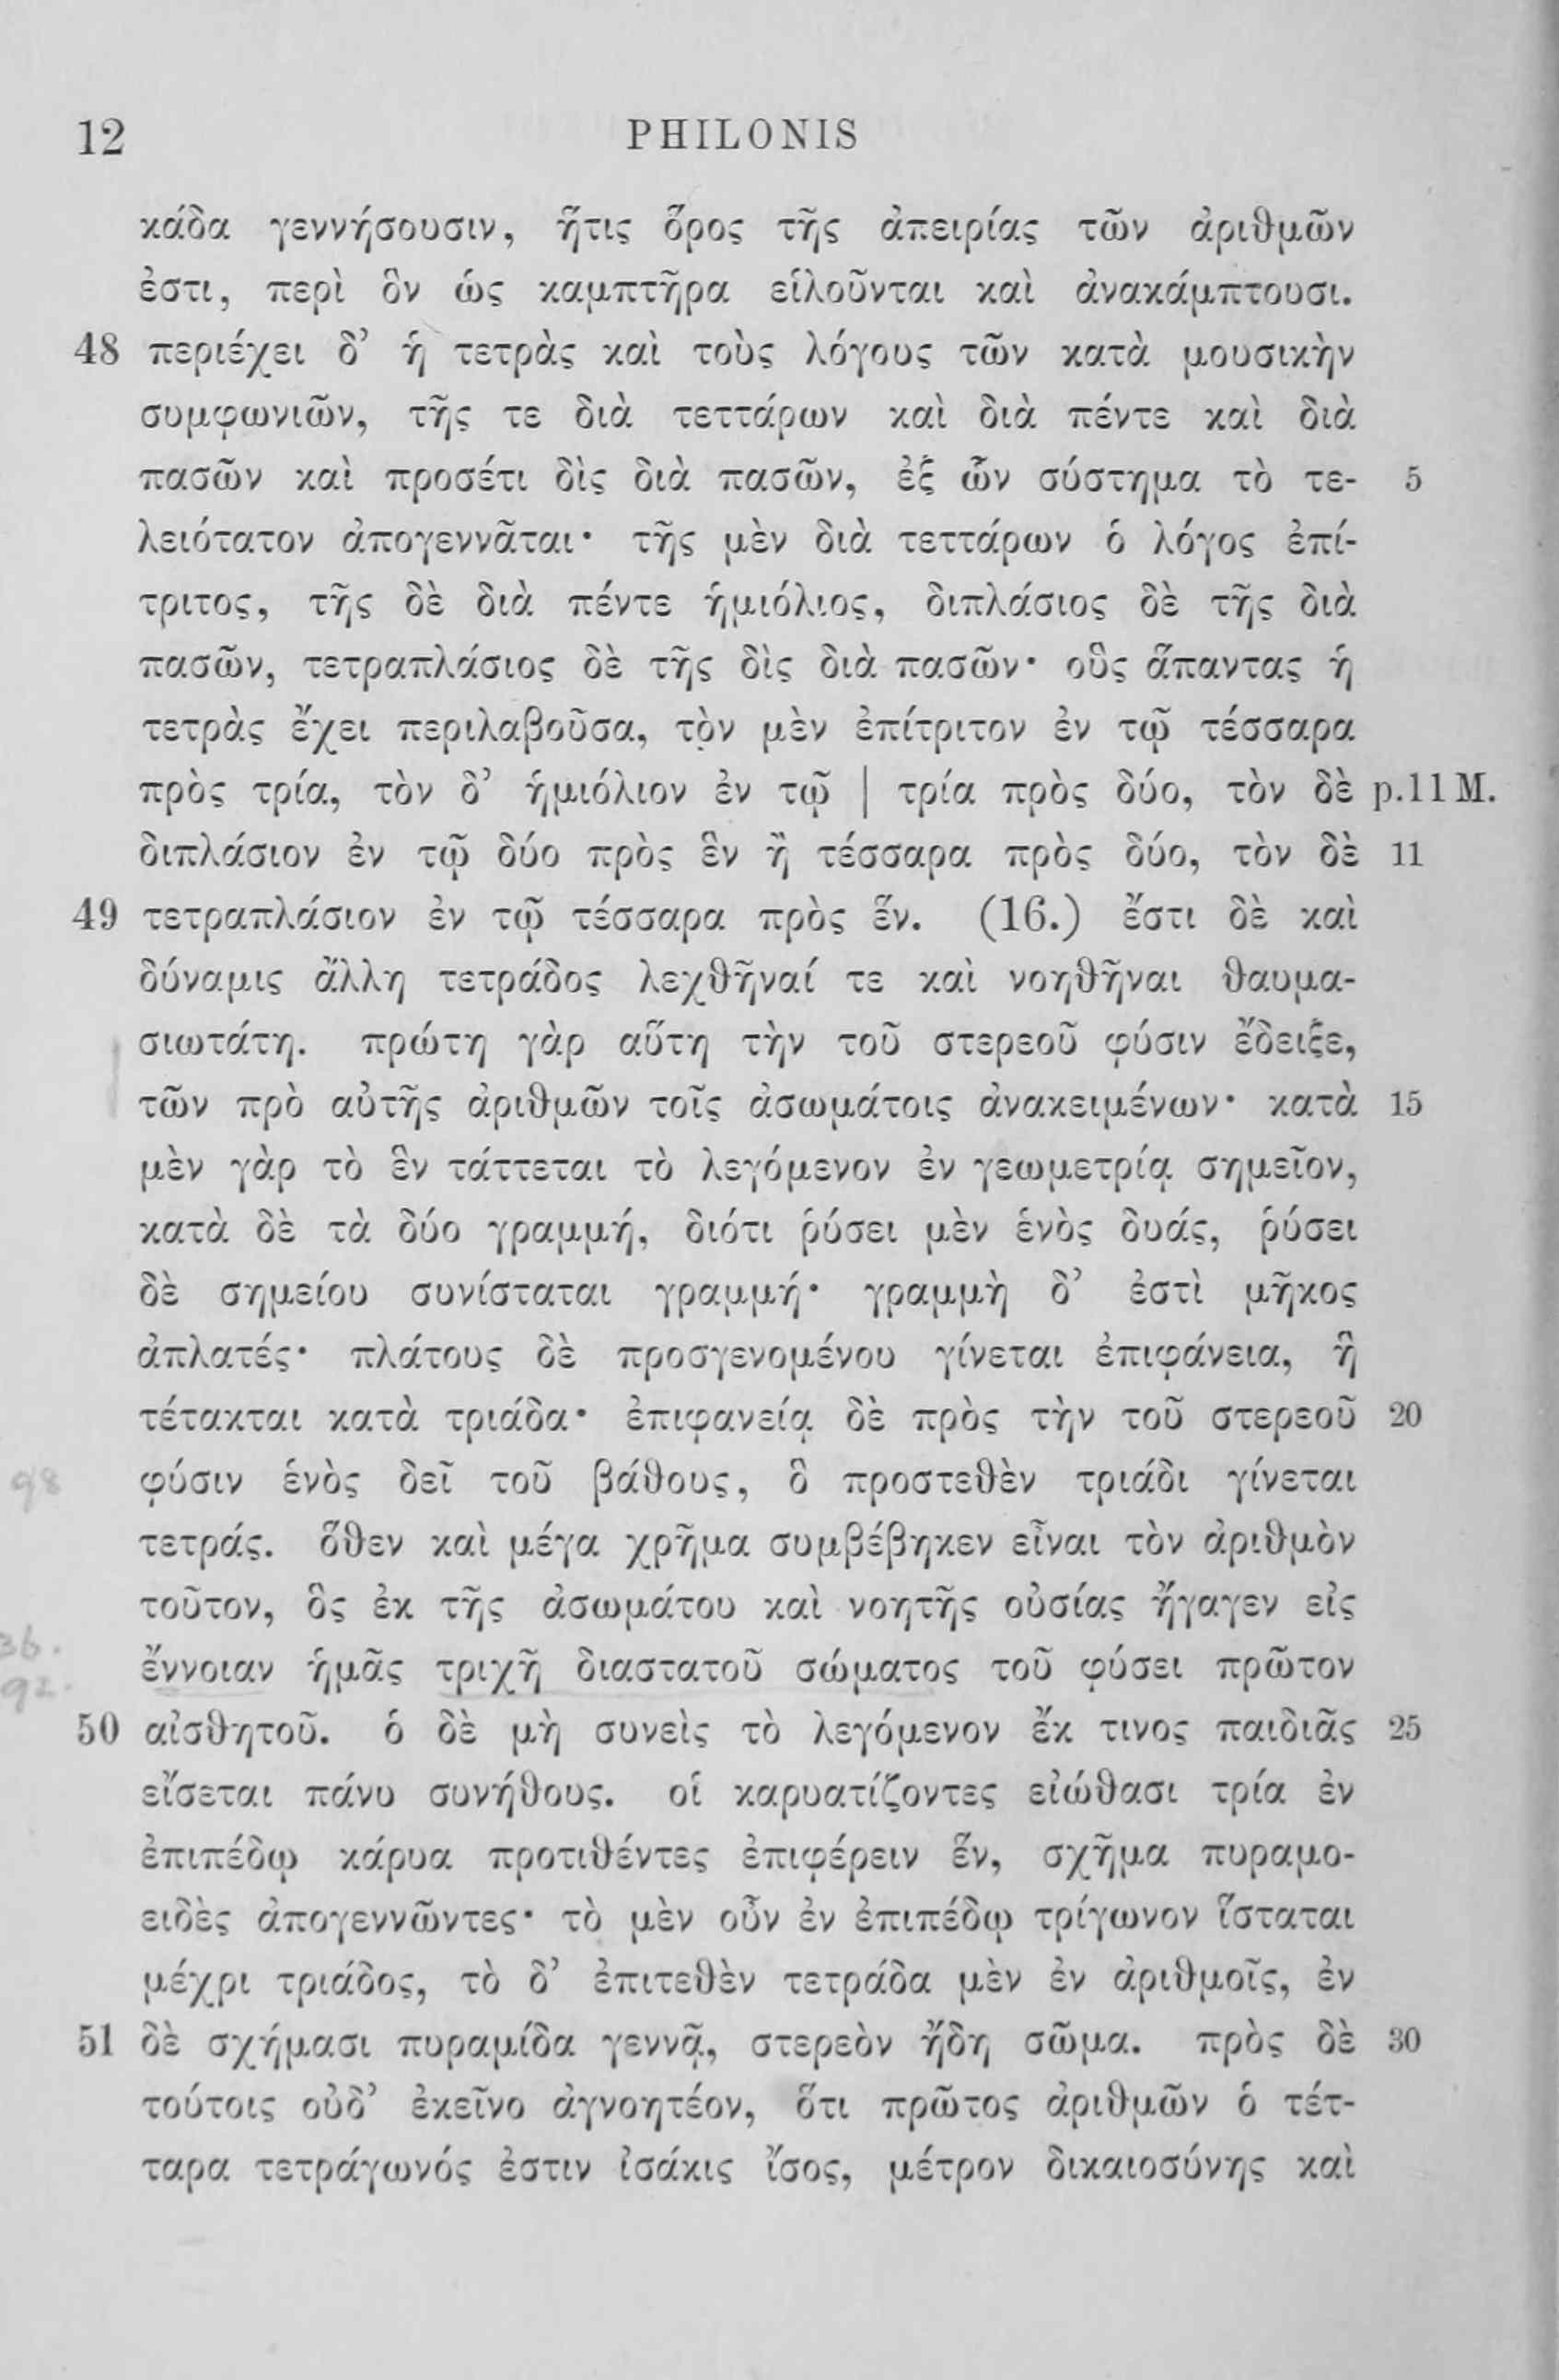 12 PHILONIS
κάδα γεννήσουσιν, ἥτις ὅρος τῆς ἀπειρίας τῶν ἀριθμῶν
ἐστι, περὶ ὃν ὡς καμπτῆρα εἱλοῦνται καὶ ἀνακάμπτουσι.
48 περιέχει δ’ ἡ τετρὰς καὶ τοὺς λόγους τῶν κατὰ μουσικὴν
συμφωνιῶν, τῆς τε διὰ τεττάρων καὶ διὰ πέντε καὶ διὰ
πασῶν καὶ προσέτι δὶς διὰ πασῶν, ἐξ ὧν σύστημα τὸ τε- 5
λειότατον ἀπογεννᾶται· τῆς μὲν διὰ τεττάρων ὁ λόγος ἐπί-
τριτος, τῆς δὲ διὰ πέντε ἡμιόλιος, διπλάσιος δὲ τῆς διὰ
πασῶν, τετραπλάσιος δὲ τῆς δὶς διὰ πασῶν· οὓς ἅπαντας ἡ
τετρὰς ἔχει περιλαβοῦσα, τὸν μὲν ἐπίτριτον ἐν τῷ τέσσαρα
πρὸς τρία, τὸν δ’ ἡμιόλιον ἐν τῷ | τρία πρὸς δύο, τὸν δὲ p.11 M.
διπλάσιον ἐν τῷ δύο πρὸς ἓν ἢ τέσσαρα πρὸς δύο, τὸν δὲ 11
49 τετραπλάσιον ἐν τῷ τέσσαρα πρὸς ἕν. (16.) ἔστι δὲ καὶ
δύναμις ἄλλη τετράδος λεχθῆναί τε καὶ νοηθῆναι θαυμα-
σιωτάτη. πρώτη γὰρ αὕτη τὴν τοῦ στερεοῦ φύσιν ἔδειξε,
τῶν πρὸ αὐτῆς ἀριθμῶν τοῖς ἀσωμάτοις ἀνακειμένων· κατὰ 15
μὲν γὰρ τὸ ἓν τάττεται τὸ λεγόμενον ἐν γεωμετρίᾳ σημεῖον,
κατὰ δὲ τὰ δύο γραμμή, διότι ῥύσει μὲν ἑνὸς δυάς, ῥύσει
δὲ σημείου συνίσταται γραμμή· γραμμὴ δ’ ἐστὶ μῆκος
ἀπλατές· πλάτους δὲ προσγενομένου γίνεται ἐπιφάνεια, ἣ
τέτακται κατὰ τριάδα· ἐπιφανείᾳ δὲ πρὸς τὴν τοῦ στερεοῦ 20
98 φύσιν ἑνὸς δεῖ τοῦ βάθους, ὃ προστεθὲν τριάδι γίνεται
τετράς. ὅθεν καὶ μέγα χρῆμα συμβέβηκεν εἶναι τὸν ἀριθμὸν
τοῦτον, ὃς ἐκ τῆς ἀσωμάτου καὶ νοητῆς οὐσίας ἤγαγεν εἰς
36. 92. ἔννοιαν ἡμᾶς τριχῆ διαστατοῦ σώματος τοῦ φύσει πρῶτον
50 αἰσθητοῦ. ὁ δὲ μὴ συνεὶς τὸ λεγόμενον ἔκ τινος παιδιᾶς 25
εἴσεται πάνυ συνήθους. οἱ καρυατίζοντες εἰώθασι τρία ἐν
ἐπιπέδῳ κάρυα προτιθέντες ἐπιφέρειν ἕν, σχῆμα πυραμο-
ειδὲς ἀπογεννῶντες· τὸ μὲν οὖν ἐν ἐπιπέδῳ τρίγωνον ἵσταται
μέχρι τριάδος, τὸ δ’ ἐπιτεθὲν τετράδα μὲν ἐν ἀριθμοῖς, ἐν
51 δὲ σχήμασι πυραμίδα γεννᾷ, στερεὸν ἤδη σῶμα. πρὸς δὲ 30
τούτοις οὐδ’ ἐκεῖνο ἀγνοητέον, ὅτι πρῶτος ἀριθμῶν ὁ τέτ-
ταρα τετράγωνός ἐστιν ἰσάκις ἴσος, μέτρον δικαιοσύνης καὶ